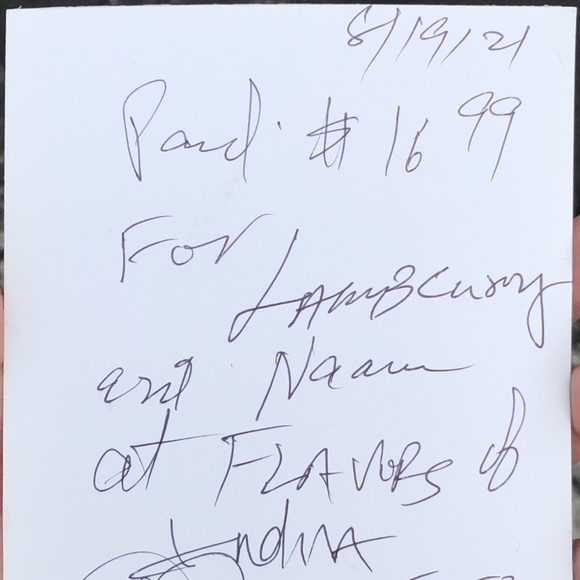 8/19/21
Paid $ 16 99
For
Lamb Curry
and Naan
at FLAVORS of
India